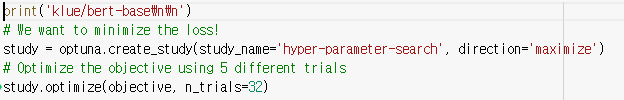 print('klue/bert-base₩n₩n')
# We want to minimize the loss!
study = optuna.create_study(study_name='hyper-parameter-search', direction='maximize')
# Optimize the objective using 5 different trials
study.optimize(objective, n_trials=32)